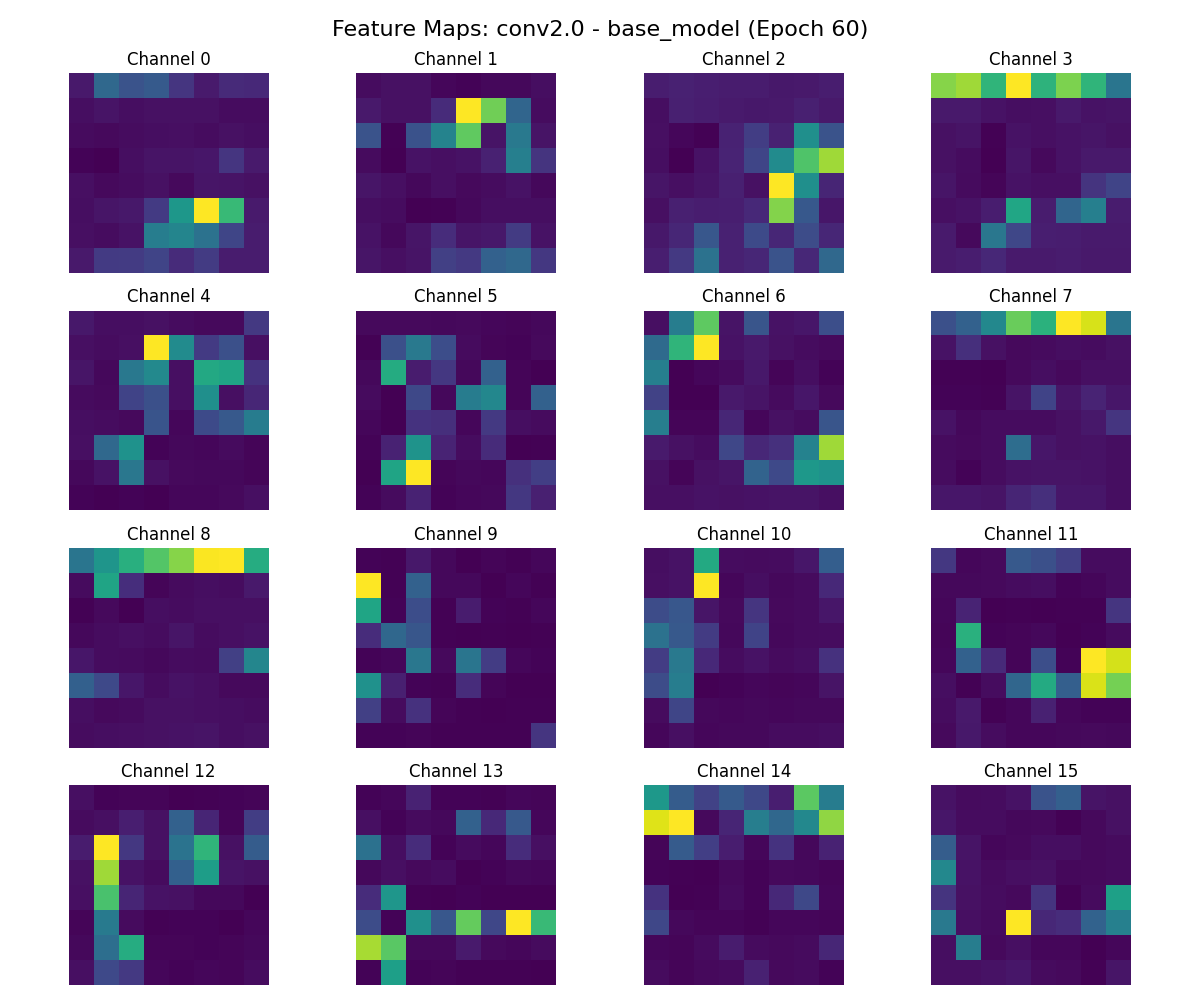 Feature Maps: conv2.0 - base_model (Epoch 60)
Channel 0 Channel 1 Channel 2 Channel 3
Channel 4 Channel 5 Channel 6 Channel 7
Channel 8 Channel 9 Channel 10 Channel 11
Channel 12 Channel 13 Channel 14 Channel 15